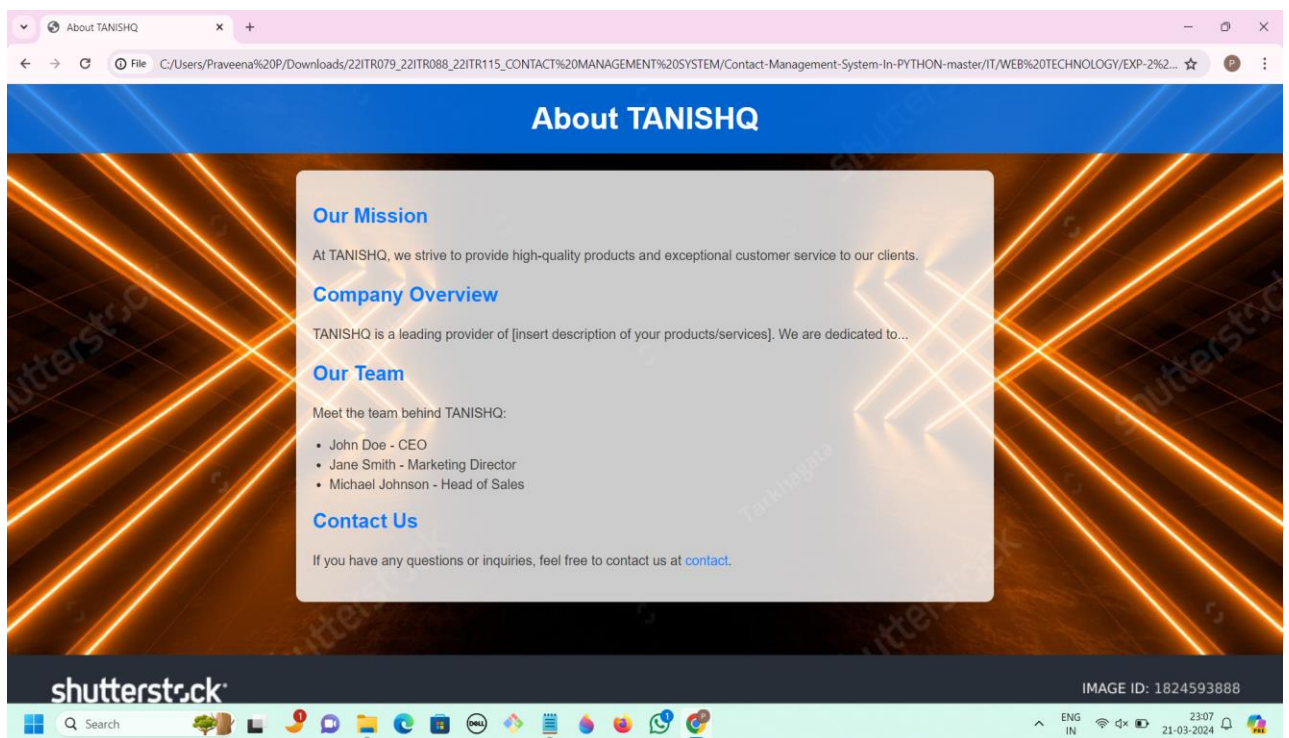 About TANISHQ
File C:/Users/Praveena%20P/Downloads/22ITR079_22ITR088_22ITR115_CONTACT%20MANAGEMENT%20SYSTEM/Contact-Management-System-In-PYTHON-master/IT/WEB%20TECHNOLOGY/EXP-2%2... P
About TANISHQ
Our Mission
At TANISHQ, we strive to provide high-quality products and exceptional customer service to our clients.
Company Overview
TANISHQ is a leading provider of [insert description of your products/services]. We are dedicated to...
Our Team
Meet the team behind TANISHQ:
• John Doe - CEO
• Jane Smith - Marketing Director
• Michael Johnson - Head of Sales
Contact Us
If you have any questions or inquiries, feel free to contact us at contact.
shutterstock
Tarkhagata
shutterstock IMAGE ID: 1824593888
Search
DELL
ENG
IN
23:07
21-03-2024
PRE